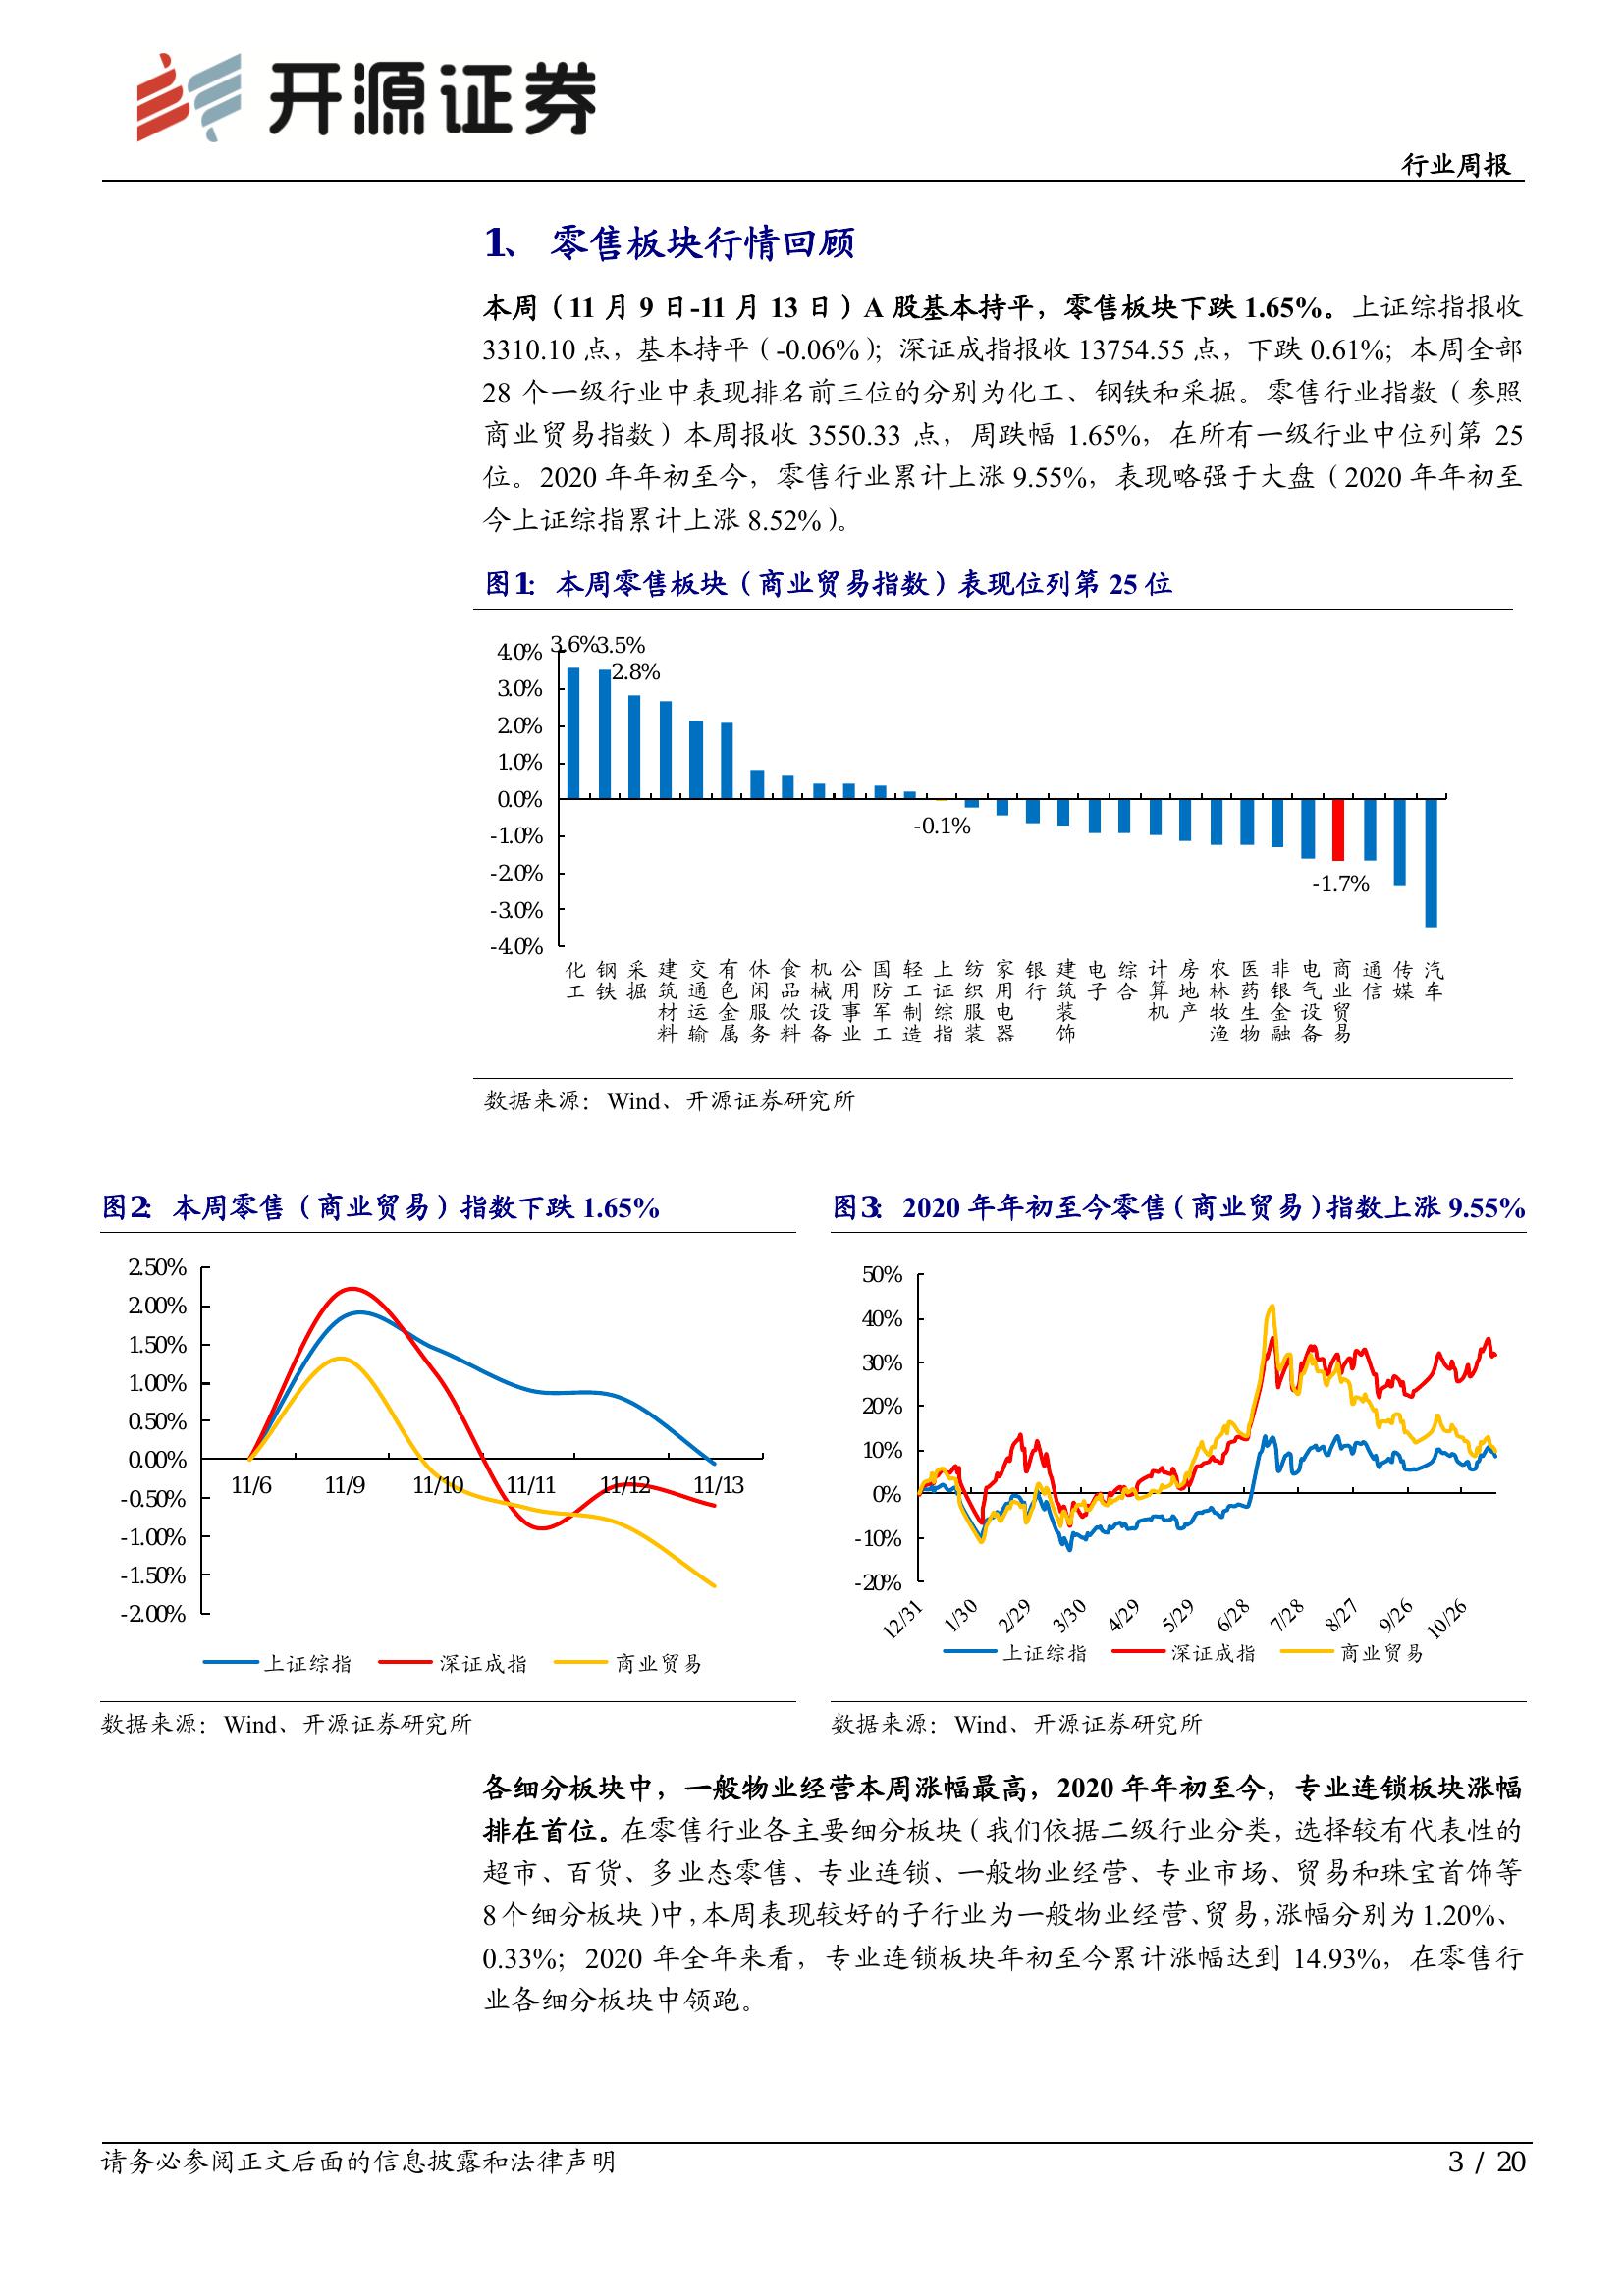 开源证券
行业周报
1、 零售板块行情回顾
本周（11 月 9 日-11 月 13 日）A 股基本持平，零售板块下跌 1.65%。上证综指报收
3310.10 点，基本持平（-0.06%）；深证成指报收 13754.55 点，下跌 0.61%；本周全部
28 个一级行业中表现排名前三位的分别为化工、钢铁和采掘。零售行业指数（参照
商业贸易指数）本周报收 3550.33 点，周跌幅 1.65%，在所有一级行业中位列第 25
位。2020 年年初至今，零售行业累计上涨 9.55%，表现略强于大盘（2020 年年初至
今上证综指累计上涨 8.52%）。
图1：本周零售板块（商业贸易指数）表现位列第 25 位
3.6% 3.5%
2.8%
-0.1%
-1.7%
4.0%
3.0%
2.0%
1.0%
0.0%
-1.0%
-2.0%
-3.0%
-4.0%
化工 钢铁 采掘 建筑材料 交通运输 有色金属 休闲服务 食品饮料 机械设备 公用事业 国防军工 轻工制造 上证综指 纺织服装 家用电器 银行 建筑装饰 电子 综合 计算机 房地产 农林牧渔 医药生物 非银金融 电气设备 商业贸易 通信 传媒 汽车
数据来源：Wind、开源证券研究所
图2：本周零售（商业贸易）指数下跌 1.65%
2.50%
2.00%
1.50%
1.00%
0.50%
0.00%
-0.50%
-1.00%
-1.50%
-2.00%
11/6 11/9 11/10 11/11 11/12 11/13
上证综指 深证成指 商业贸易
数据来源：Wind、开源证券研究所
图3：2020 年年初至今零售（商业贸易）指数上涨 9.55%
50%
40%
30%
20%
10%
0%
-10%
-20%
12/31 1/30 2/29 3/30 4/29 5/29 6/28 7/28 8/27 9/26 10/26
上证综指 深证成指 商业贸易
数据来源：Wind、开源证券研究所
各细分板块中，一般物业经营本周涨幅最高，2020 年年初至今，专业连锁板块涨幅
排在首位。在零售行业各主要细分板块（我们依据二级行业分类，选择较有代表性的
超市、百货、多业态零售、专业连锁、一般物业经营、专业市场、贸易和珠宝首饰等
8 个细分板块）中，本周表现较好的子行业为一般物业经营、贸易，涨幅分别为 1.20%、
0.33%；2020 年全年来看，专业连锁板块年初至今累计涨幅达到 14.93%，在零售行
业各细分板块中领跑。
请务必参阅正文后面的信息披露和法律声明
3 / 20